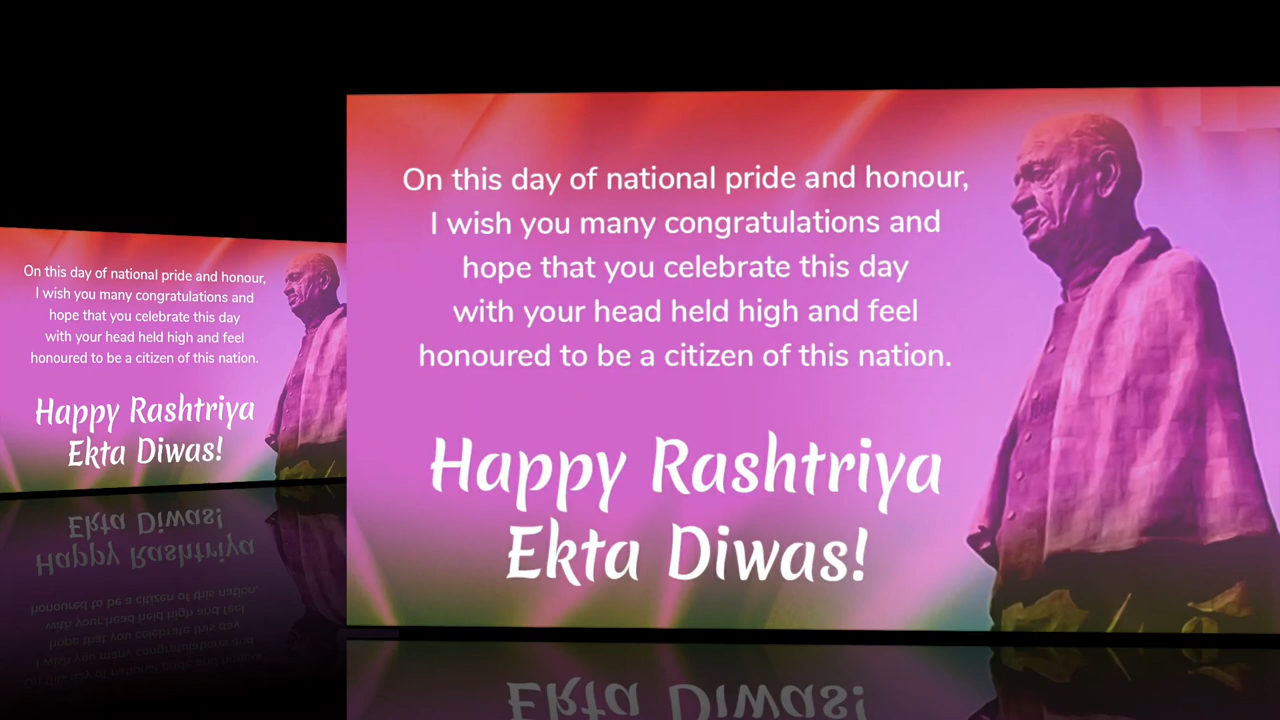 On this day of national pride and honour,
I wish you many congratulations and
hope that you celebrate this day
with your head held high and feel
honoured to be a citizen of this nation.
Happy Rashtriya
Ekta Diwas!
On this day of national pride and honour,
I wish you many congratulations and
hope that you celebrate this day
with your head held high and feel
honoured to be a citizen of this nation.
Happy Rashtriya
Ekta Diwas!